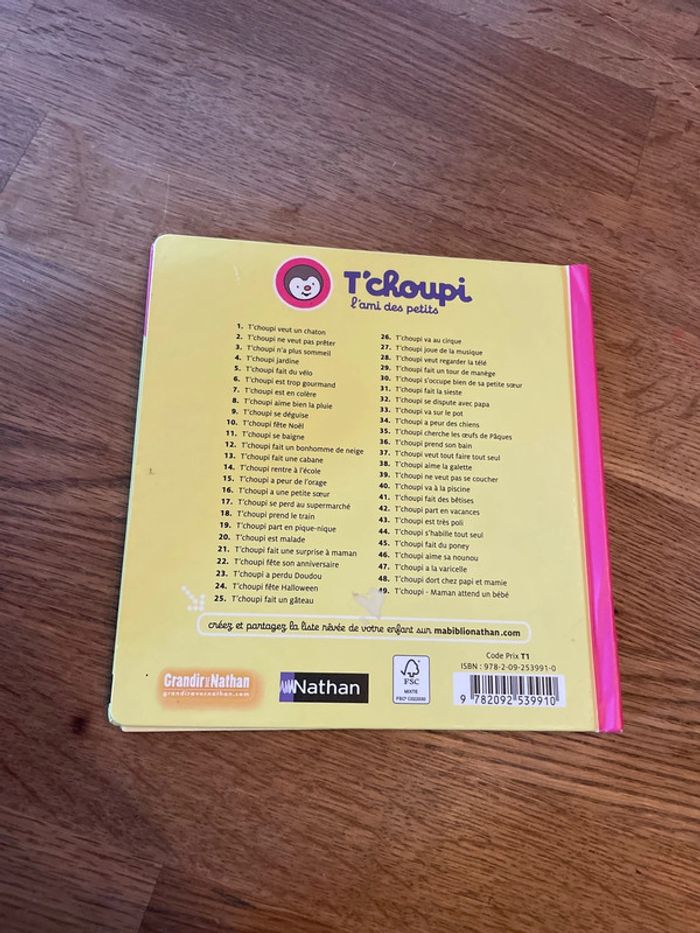 T'choupi
l'ami des petits
1. T'choupi veut un chaton
2. T'choupi ne veut pas prêter
3. T'choupi n'a plus sommeil
4. T'choupi jardine
5. T'choupi fait du vélo
6. T'choupi est trop gourmand
7. T'choupi est en colère
8. T'choupi aime bien la pluie
9. T'choupi se déguise
10. T'choupi fête Noël
11. T'choupi se baigne
12. T'choupi fait un bonhomme de neige
13. T'choupi fait une cabane
14. T'choupi rentre à l'école
15. T'choupi a peur de l'orage
16. T'choupi a une petite sœur
17. T'choupi se perd au supermarché
18. T'choupi prend le train
19. T'choupi part en pique-nique
20. T'choupi est malade
21. T'choupi fait une surprise à maman
22. T'choupi fête son anniversaire
23. T'choupi a perdu Doudou
24. T'choupi fête Halloween
25. T'choupi fait un gâteau
26. T'choupi va au cirque
27. T'choupi joue de la musique
28. T'choupi veut regarder la télé
29. T'choupi fait un tour de manège
30. T'choupi s'occupe bien de sa petite sœur
31. T'choupi fait la sieste
32. T'choupi se dispute avec papa
33. T'choupi va sur le pot
34. T'choupi a peur des chiens
35. T'choupi cherche les œufs de Pâques
36. T'choupi prend son bain
37. T'choupi veut tout faire tout seul
38. T'choupi aime la galette
39. T'choupi ne veut pas se coucher
40. T'choupi va à la piscine
41. T'choupi fait des bêtises
42. T'choupi part en vacances
43. T'choupi est très poli
44. T'choupi s'habille tout seul
45. T'choupi fait du poney
46. T'choupi aime sa nounou
47. T'choupi a la varicelle
48. T'choupi dort chez papi et mamie
49. T'choupi - Maman attend un bébé
créez et partagez la liste rêvée de votre enfant sur mabiblionathan.com
Grandir avec Nathan
grandiravecnathan.com
Nathan
FSC
MIXTE
FSC® C022030
Code Prix T1
ISBN : 978-2-09-253991-0
9 782092 539910